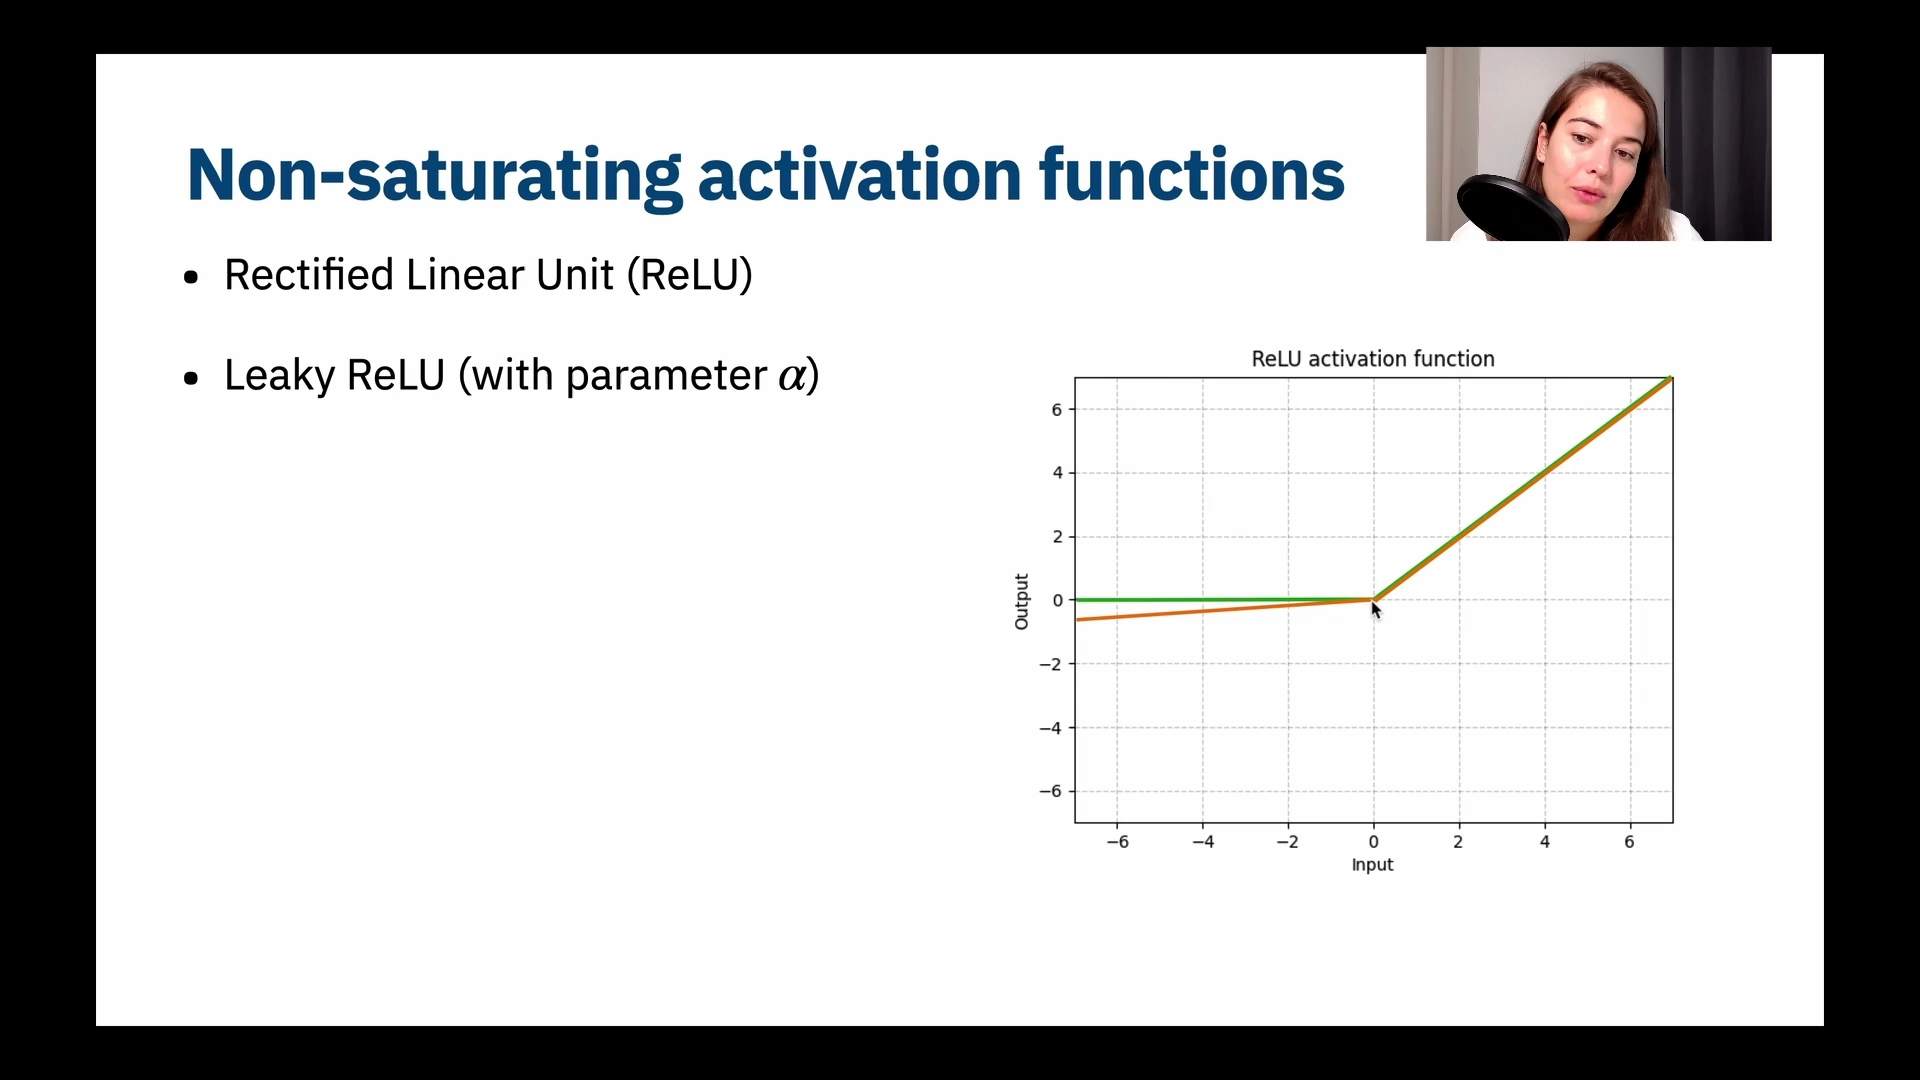 Non-saturating activation functions
• Rectified Linear Unit (ReLU)
• Leaky ReLU (with parameter α)
ReLU activation function
6
4
2
0
−2
−4
−6
Output
−6 −4 −2 0 2 4 6
Input